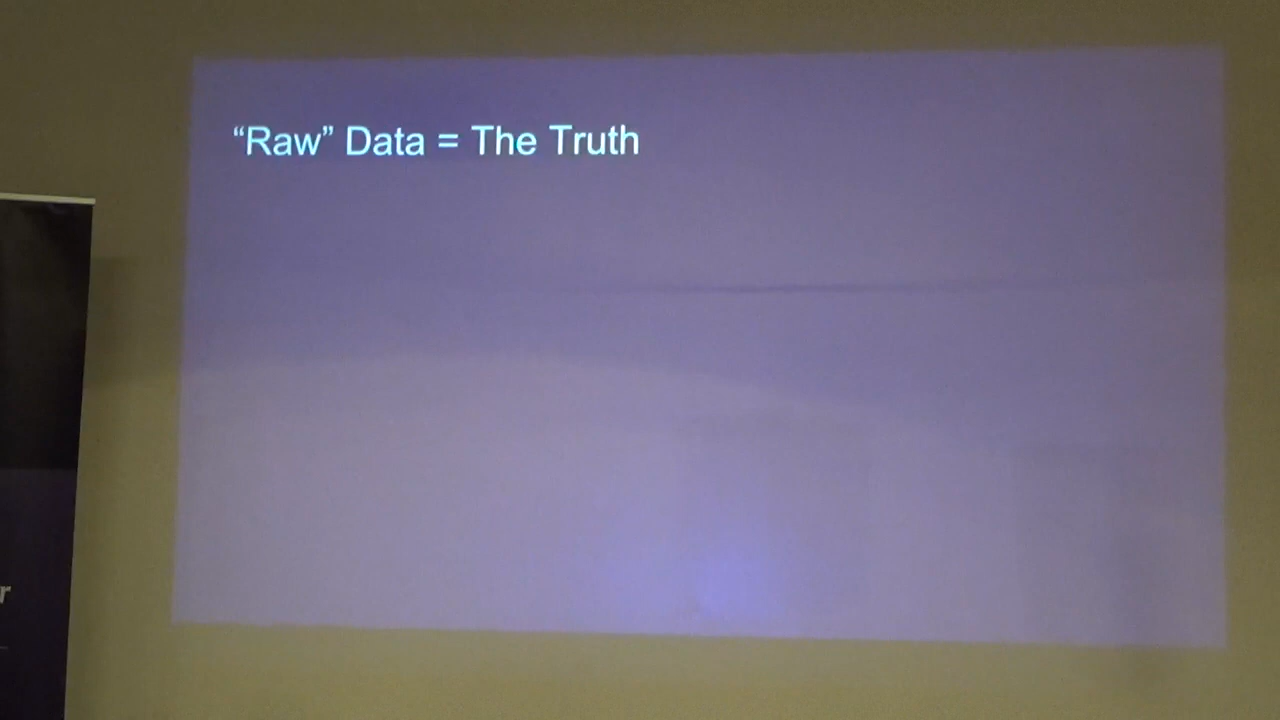 “Raw” Data = The Truth
r